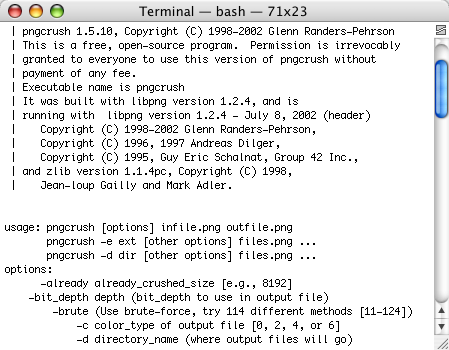 Terminal — bash — 71x23
| pngcrush 1.5.10, Copyright (C) 1998-2002 Glenn Randers-Pehrson
| This is a free, open-source program.  Permission is irrevocably
| granted to everyone to use this version of pngcrush without
| payment of any fee.
| Executable name is pngcrush
| It was built with libpng version 1.2.4, and is
| running with  libpng version 1.2.4 - July 8, 2002 (header)
|    Copyright (C) 1998-2002 Glenn Randers-Pehrson,
|    Copyright (C) 1996, 1997 Andreas Dilger,
|    Copyright (C) 1995, Guy Eric Schalnat, Group 42 Inc.,
| and zlib version 1.1.4pc, Copyright (C) 1998,
|    Jean-loup Gailly and Mark Adler.
usage: pngcrush [options] infile.png outfile.png
       pngcrush -e ext [other options] files.png ...
       pngcrush -d dir [other options] files.png ...
options:
      -already already_crushed_size [e.g., 8192]
    -bit_depth depth (bit_depth to use in output file)
        -brute (Use brute-force, try 114 different methods [11-124])
            -c color_type of output file [0, 2, 4, or 6]
            -d directory_name (where output files will go)